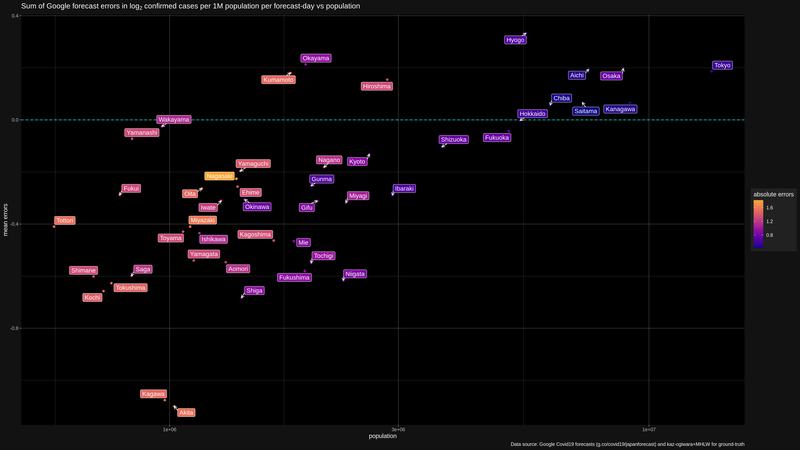 Sum of Google forecast errors in log2 confirmed cases per 1M population per forecast-day vs population
0.4
Hyogo
Okayama
Tokyo
Kumamoto
Aichi
Osaka
Hiroshima
Chiba
Saitama
Kanagawa
Hokkaido
0.0
Wakayama
Yamanashi
Shizuoka
Fukuoka
Nagano
Kyoto
Yamaguchi
Nagasaki
Gunma
absolute errors
Fukui
Oita
Ehime
Miyagi
Ibaraki
1.6
Iwate
Okinawa
Gifu
1.2
mean errors
Tottori
Miyazaki
0.8
-0.4
Toyama
Ishikawa
Kagoshima
Mie
Yamagata
Tochigi
Shimane
Saga
Aomori
Fukushima
Niigata
Tokushima
Kochi
Shiga
-0.8
Kagawa
Akita
1e+06
3e+06
1e+07
population
Data source: Google Covid19 forecasts (g.co/covid19/japanforecast) and kaz-ogiwara+MHLW for ground-truth